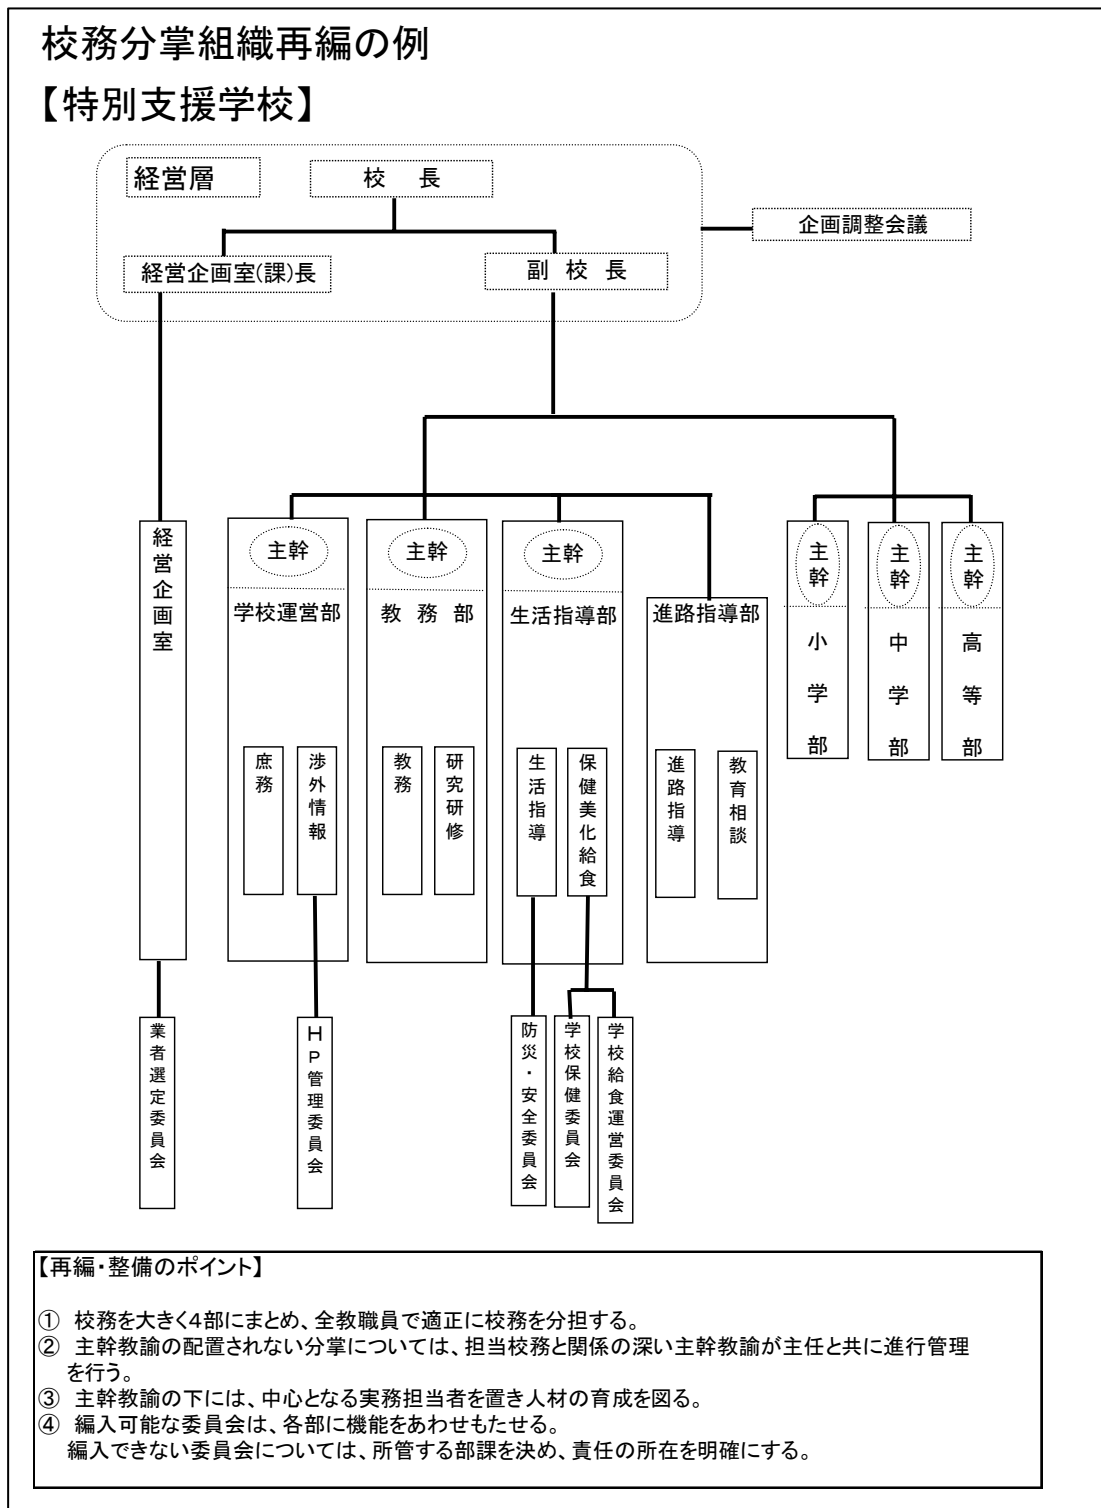 校務分掌組織再編の例
【特別支援学校】
経営層
校　長
企画調整会議
経営企画室(課)長
副　校　長
経営企画室
主幹
学校運営部
庶務
渉外情報
主幹
教　務　部
教務
研究研修
主幹
生活指導部
生活指導
保健美化給食
進路指導部
進路指導
教育相談
主幹
小学部
主幹
中学部
主幹
高等部
業者選定委員会
ＨＰ管理委員会
防災・安全委員会
学校保健委員会
学校給食運営委員会
【再編・整備のポイント】
①　校務を大きく４部にまとめ、全教職員で適正に校務を分担する。
②　主幹教諭の配置されない分掌については、担当校務と関係の深い主幹教諭が主任と共に進行管理
を行う。
③　主幹教諭の下には、中心となる実務担当者を置き人材の育成を図る。
④　編入可能な委員会は、各部に機能をあわせもたせる。
編入できない委員会については、所管する部課を決め、責任の所在を明確にする。